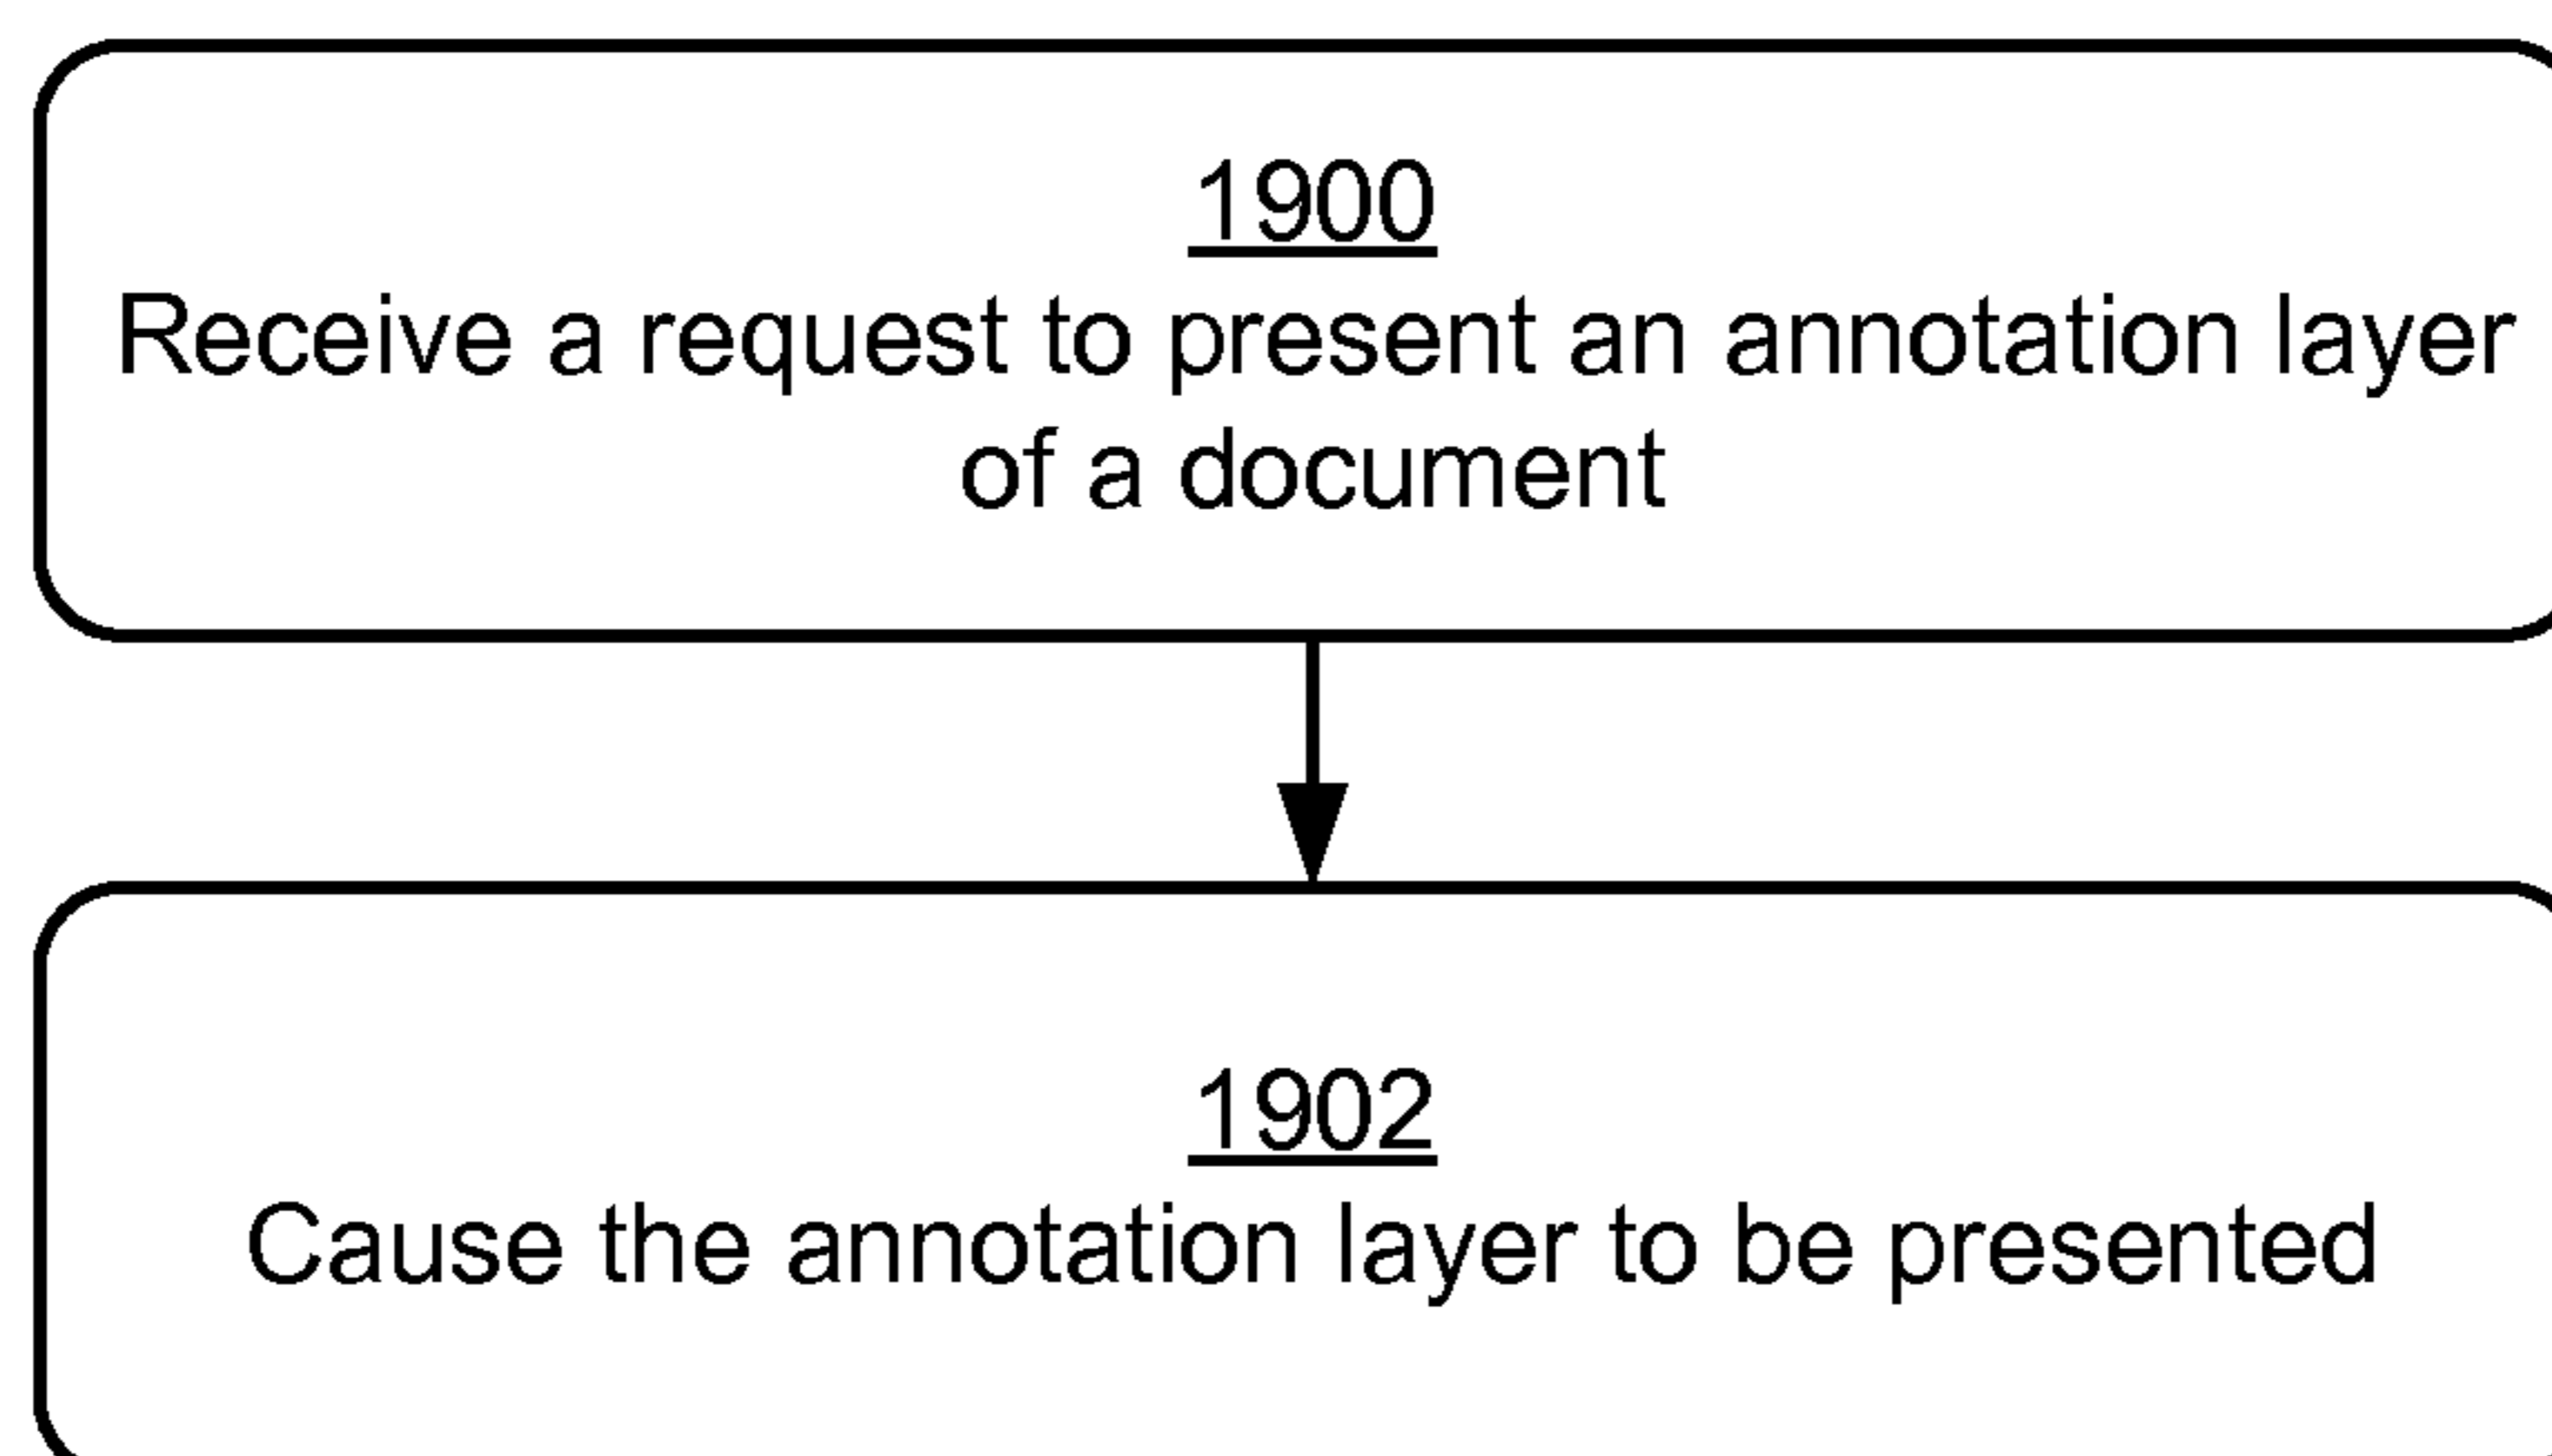 1900
Receive a request to present an annotation layer
of a document
1902
Cause the annotation layer to be presented